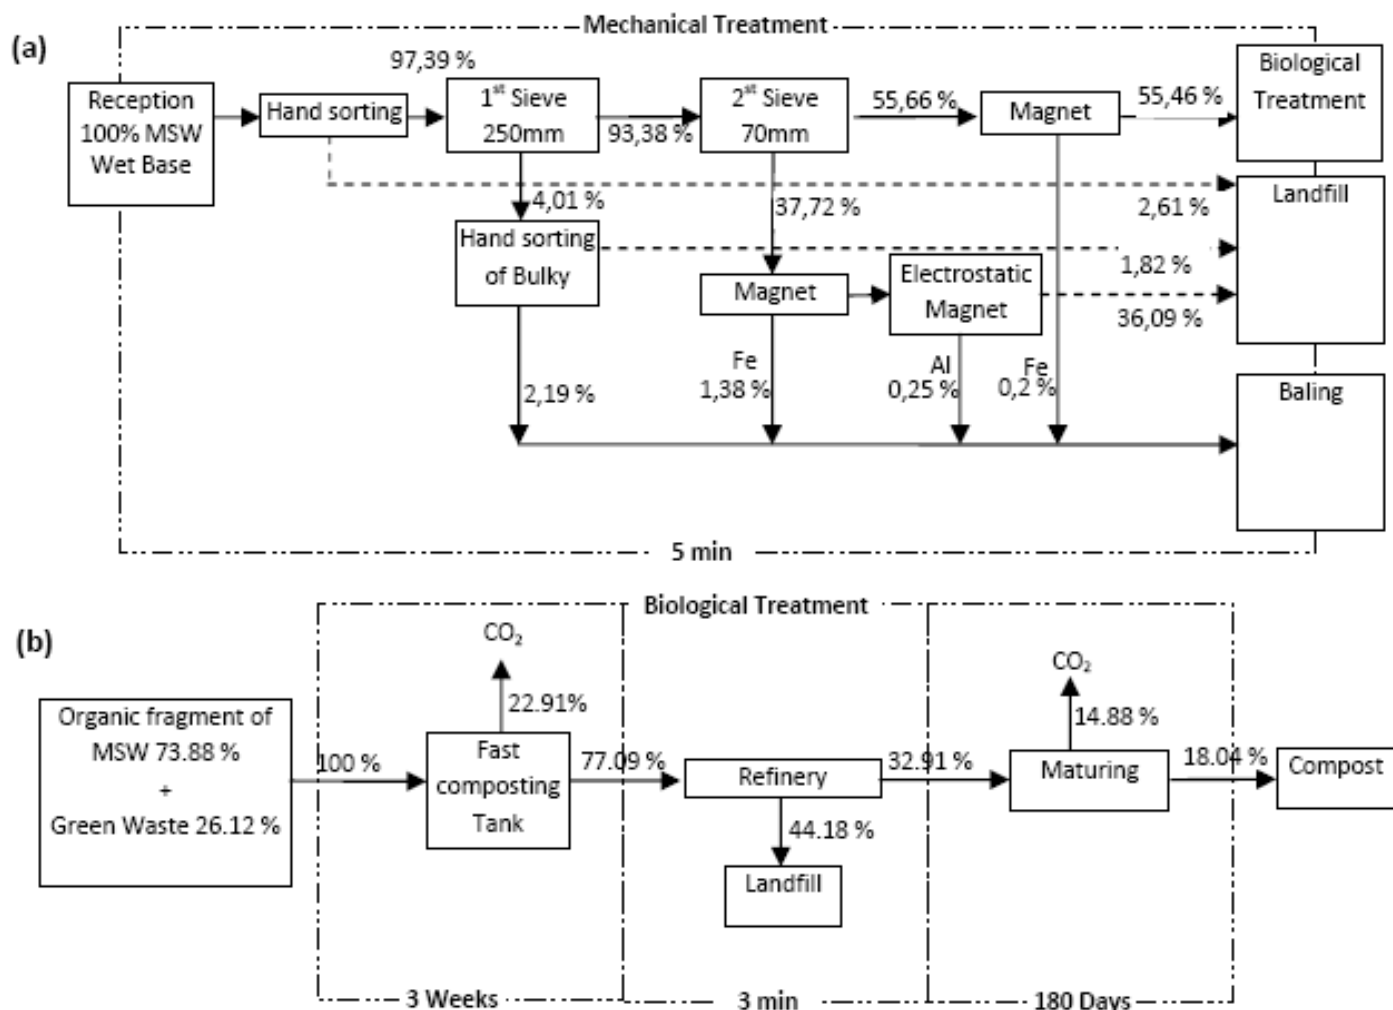 (a)
Mechanical Treatment
Reception
100% MSW
Wet Base
Hand sorting
97,39 %
1st Sieve
250mm
93,38 %
2st Sieve
70mm
55,66 %
Magnet
55,46 %
Biological
Treatment
4,01 %
37,72 %
2,61 %
Landfill
Hand sorting
of Bulky
1,82 %
Magnet
Electrostatic
Magnet
36,09 %
2,19 %
Fe
1,38 %
Al
0,25 %
Fe
0,2 %
Baling
5 min
(b)
Biological Treatment
Organic fragment of
MSW 73.88 %
+
Green Waste 26.12 %
100 %
CO₂
22.91%
Fast
composting
Tank
77.09 %
Refinery
44.18 %
Landfill
32.91 %
CO₂
14.88 %
Maturing
18.04 %
Compost
3 Weeks
3 min
180 Days